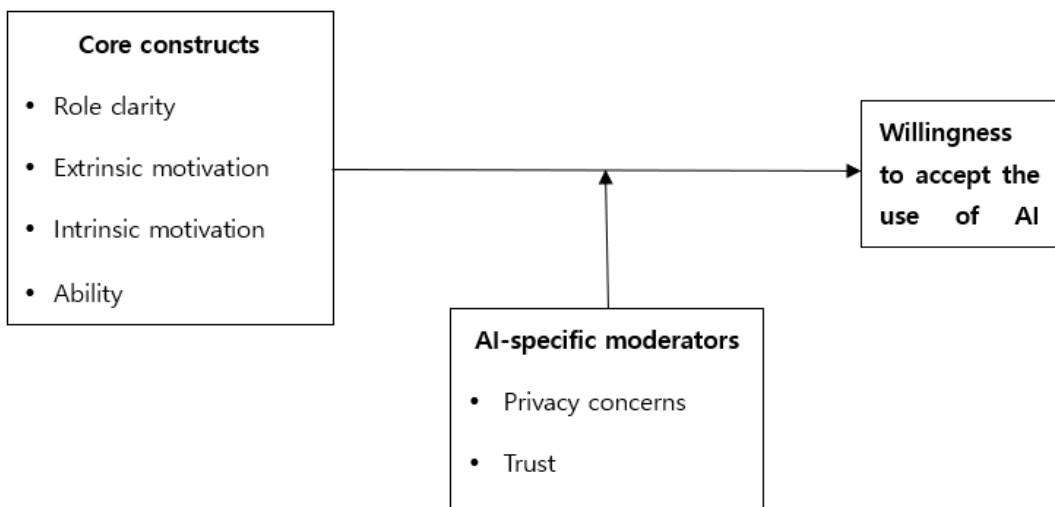 Core constructs
• Role clarity
• Extrinsic motivation
• Intrinsic motivation
• Ability
Willingness
to accept the
use of AI
AI-specific moderators
• Privacy concerns
• Trust